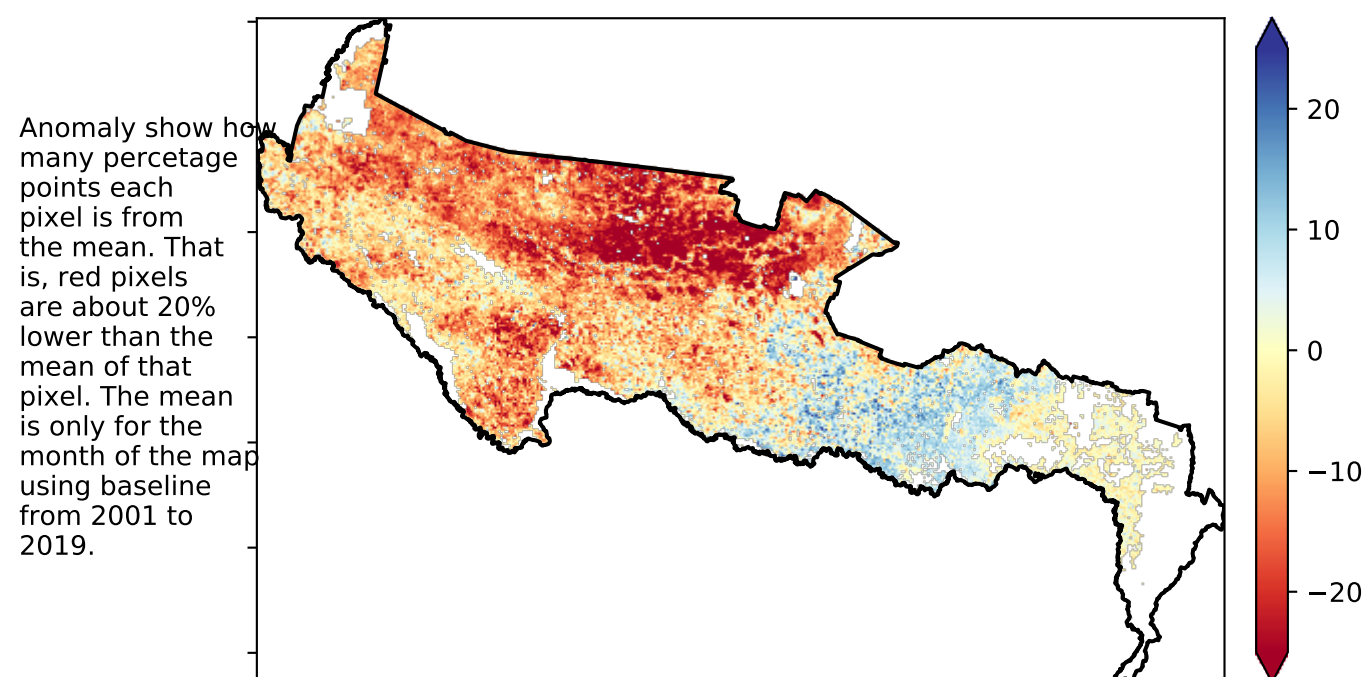 Anomaly show how
many percetage
points each
pixel is from
the mean. That
is, red pixels
are about 20%
lower than the
mean of that
pixel. The mean
is only for the
month of the map
using baseline
from 2001 to
2019.
20
10
0
−10
−20